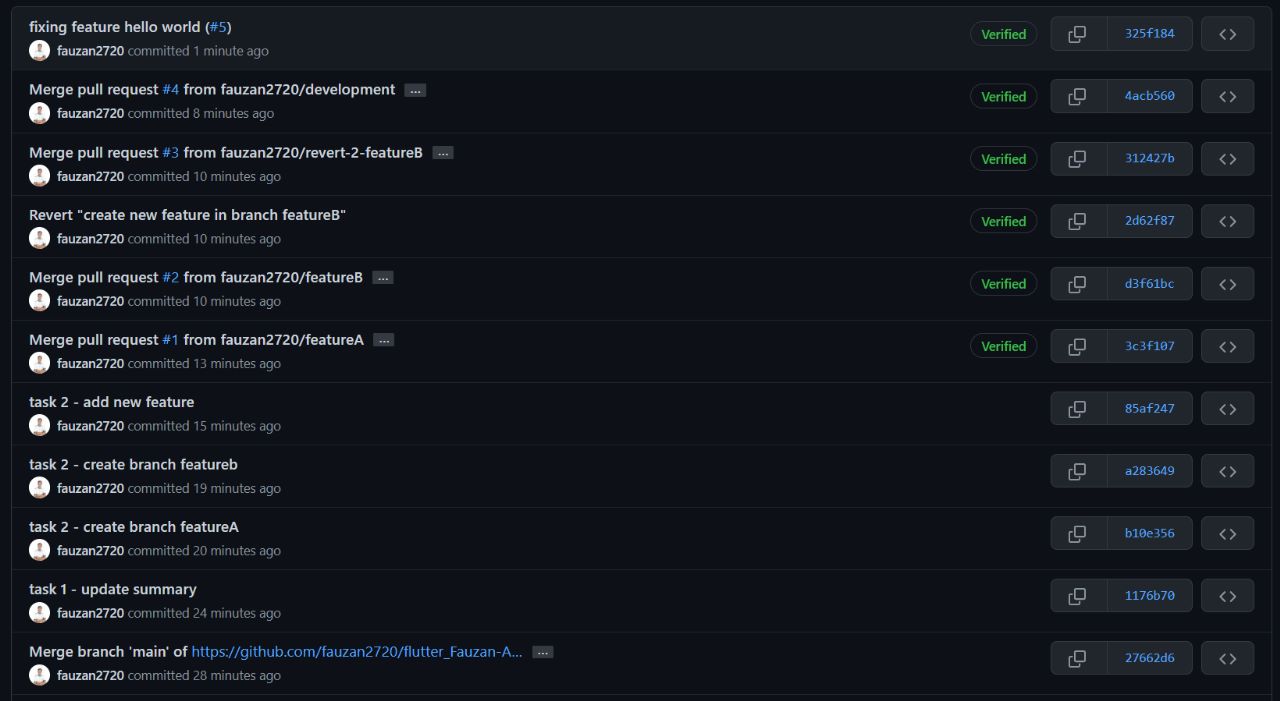 fixing feature hello world (#5)
fauzan2720 committed 1 minute ago
Verified
325f184
Merge pull request #4 from fauzan2720/development ...
fauzan2720 committed 8 minutes ago
Verified
4acb560
Merge pull request #3 from fauzan2720/revert-2-featureB ...
fauzan2720 committed 10 minutes ago
Verified
312427b
Revert "create new feature in branch featureB"
fauzan2720 committed 10 minutes ago
Verified
2d62f87
Merge pull request #2 from fauzan2720/featureB ...
fauzan2720 committed 10 minutes ago
Verified
d3f61bc
Merge pull request #1 from fauzan2720/featureA ...
fauzan2720 committed 13 minutes ago
Verified
3c3f107
task 2 - add new feature
fauzan2720 committed 15 minutes ago
85af247
task 2 - create branch featureb
fauzan2720 committed 19 minutes ago
a283649
task 2 - create branch featureA
fauzan2720 committed 20 minutes ago
b10e356
task 1 - update summary
fauzan2720 committed 24 minutes ago
1176b70
Merge branch 'main' of https://github.com/fauzan2720/flutter_Fauzan-A... ...
fauzan2720 committed 28 minutes ago
27662d6